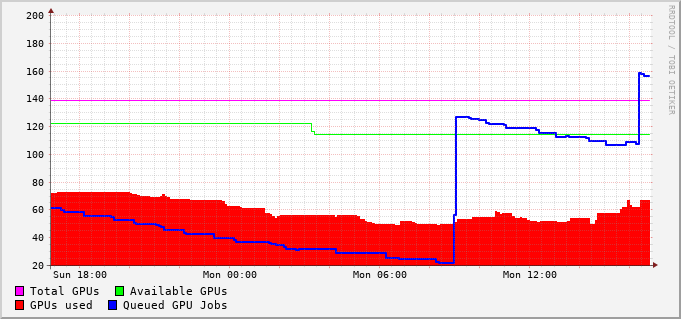 200
180
160
140
120
100
80
60
40
20
Sun 18:00 Mon 00:00 Mon 06:00 Mon 12:00
Total GPUs Available GPUs
GPUs used Queued GPU Jobs
RRDTOOL / TOBI OETIKER